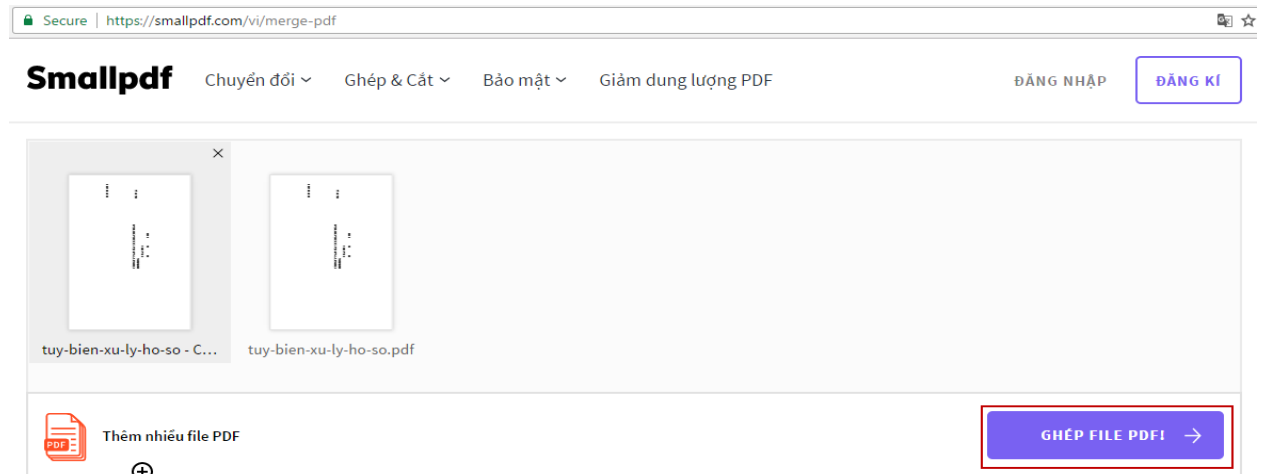 Secure | https://smallpdf.com/vi/merge-pdf
Smallpdf Chuyển đổi Ghép & Cắt Bảo mật Giảm dung lượng PDF ĐĂNG NHẬP ĐĂNG KÍ
tuy-bien-xu-ly-ho-so - C... tuy-bien-xu-ly-ho-so.pdf
PDF Thêm nhiều file PDF GHÉP FILE PDF!